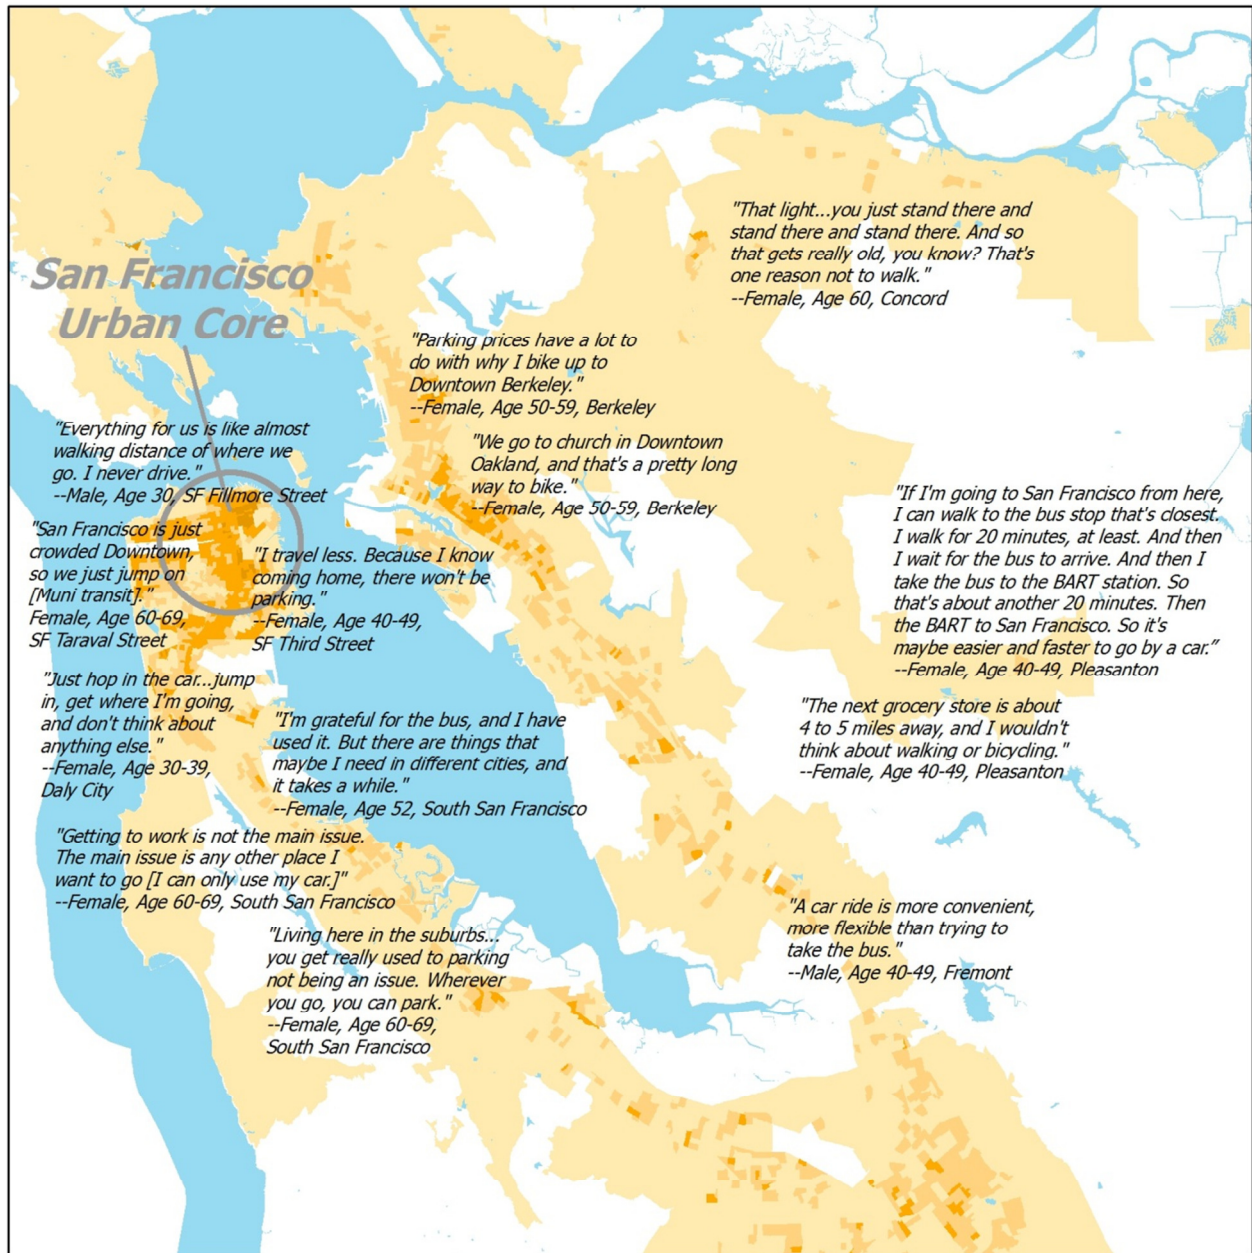 "That light...you just stand there and
stand there and stand there. And so
that gets really old, you know? That's
one reason not to walk."
--Female, Age 60, Concord
San Francisco
Urban Core
"Parking prices have a lot to
do with why I bike up to
Downtown Berkeley."
--Female, Age 50-59, Berkeley
"Everything for us is like almost
walking distance of where we
go. I never drive."
--Male, Age 30, SF Fillmore Street
"We go to church in Downtown
Oakland, and that's a pretty long
way to bike."
--Female, Age 50-59, Berkeley
"If I'm going to San Francisco from here,
I can walk to the bus stop that's closest.
I walk for 20 minutes, at least. And then
I wait for the bus to arrive. And then I
take the bus to the BART station. So
that's about another 20 minutes. Then
the BART to San Francisco. So it's
maybe easier and faster to go by a car.”
--Female, Age 40-49, Pleasanton
"San Francisco is just
crowded Downtown,
so we just jump on
[Muni transit]."
Female, Age 60-69,
SF Taraval Street
"I travel less. Because I know
coming home, there won't be
parking."
--Female, Age 40-49,
SF Third Street
"Just hop in the car...jump
in, get where I'm going,
and don't think about
anything else."
--Female, Age 30-39,
Daly City
"I'm grateful for the bus, and I have
used it. But there are things that
maybe I need in different cities, and
it takes a while."
--Female, Age 52, South San Francisco
"The next grocery store is about
4 to 5 miles away, and I wouldn't
think about walking or bicycling."
--Female, Age 40-49, Pleasanton
"Getting to work is not the main issue.
The main issue is any other place I
want to go [I can only use my car.]"
--Female, Age 60-69, South San Francisco
"A car ride is more convenient,
more flexible than trying to
take the bus."
--Male, Age 40-49, Fremont
"Living here in the suburbs...
you get really used to parking
not being an issue. Wherever
you go, you can park."
--Female, Age 60-69,
South San Francisco